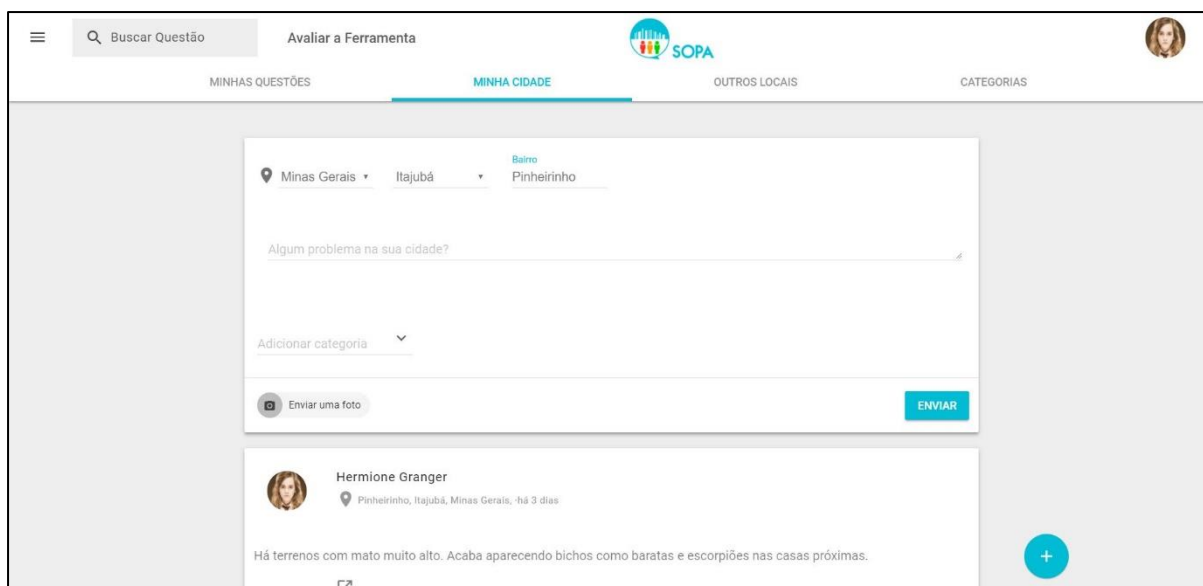 Buscar Questão Avaliar a Ferramenta SOPA
MINHAS QUESTÕES MINHA CIDADE OUTROS LOCAIS CATEGORIAS
Bairro
Minas Gerais Itajubá Pinheirinho
Algum problema na sua cidade?
Adicionar categoria
Enviar uma foto ENVIAR
Hermione Granger
Pinheirinho, Itajubá, Minas Gerais, -há 3 dias
Há terrenos com mato muito alto. Acaba aparecendo bichos como baratas e escorpiões nas casas próximas.
+